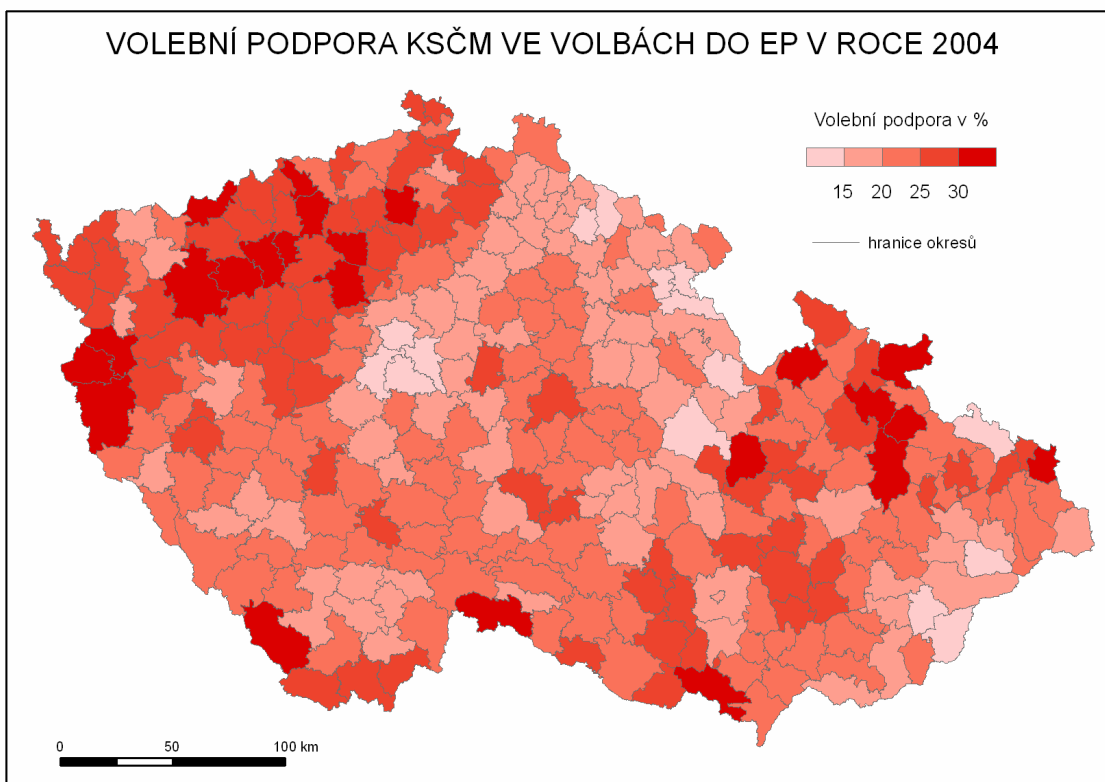 VOLEBNÍ PODPORA KSČM VE VOLBÁCH DO EP V ROCE 2004
Volební podpora v %
15 20 25 30
hranice okresů
0 50 100 km